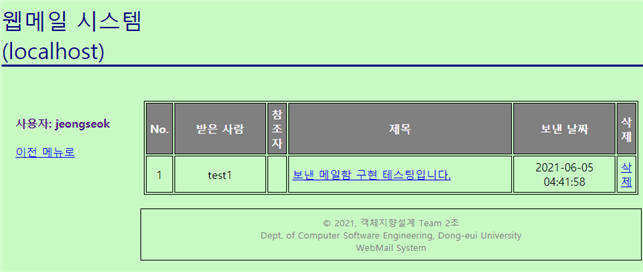 웹메일 시스템
(localhost)
사용자: jeongseok
이전 메뉴로
No. 받은 사람 참조자 제목 보낸 날짜 삭제
1 test1 보낸 메일함 구현 테스팅입니다. 2021-06-05 04:41:58 삭제
© 2021, 객체지향설계 Team 2조
Dept. of Computer Software Engineering, Dong-eui University
WebMail System